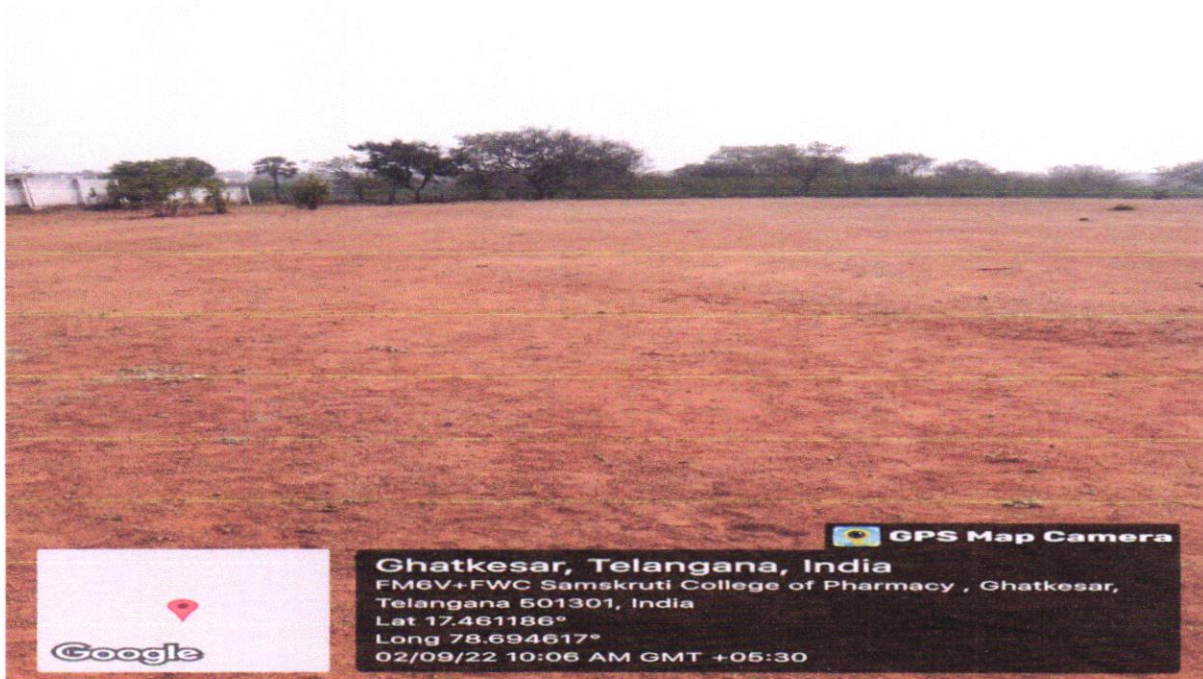 GPS Map Camera
Ghatkesar, Telangana, India
FM6V+FWC Samskruti College of Pharmacy , Ghatkesar,
Telangana 501301, India
Lat 17.461186°
Long 78.694617°
02/09/22 10:06 AM GMT +05:30
Google